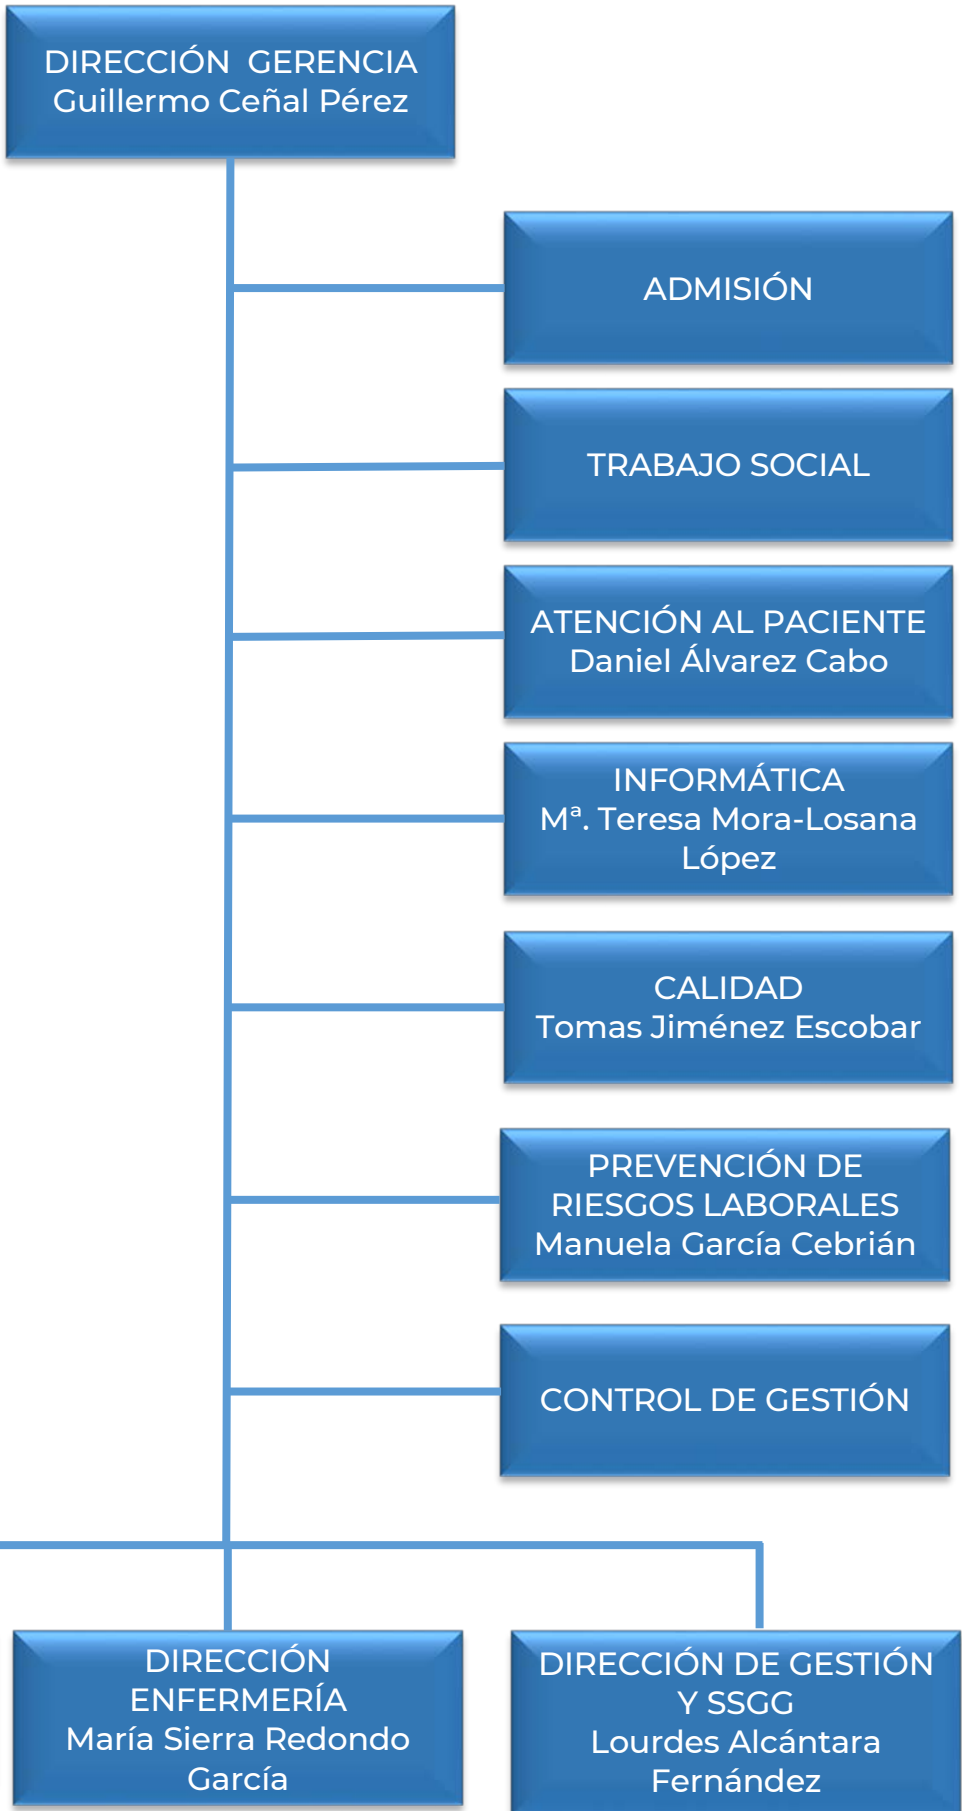 DIRECCIÓN GERENCIA
Guillermo Ceñal Pérez
ADMISIÓN
TRABAJO SOCIAL
ATENCIÓN AL PACIENTE
Daniel Álvarez Cabo
INFORMÁTICA
Mª. Teresa Mora-Losana
López
CALIDAD
Tomas Jiménez Escobar
PREVENCIÓN DE
RIESGOS LABORALES
Manuela García Cebrián
CONTROL DE GESTIÓN
DIRECCIÓN
ENFERMERÍA
María Sierra Redondo
García
DIRECCIÓN DE GESTIÓN
Y SSGG
Lourdes Alcántara
Fernández